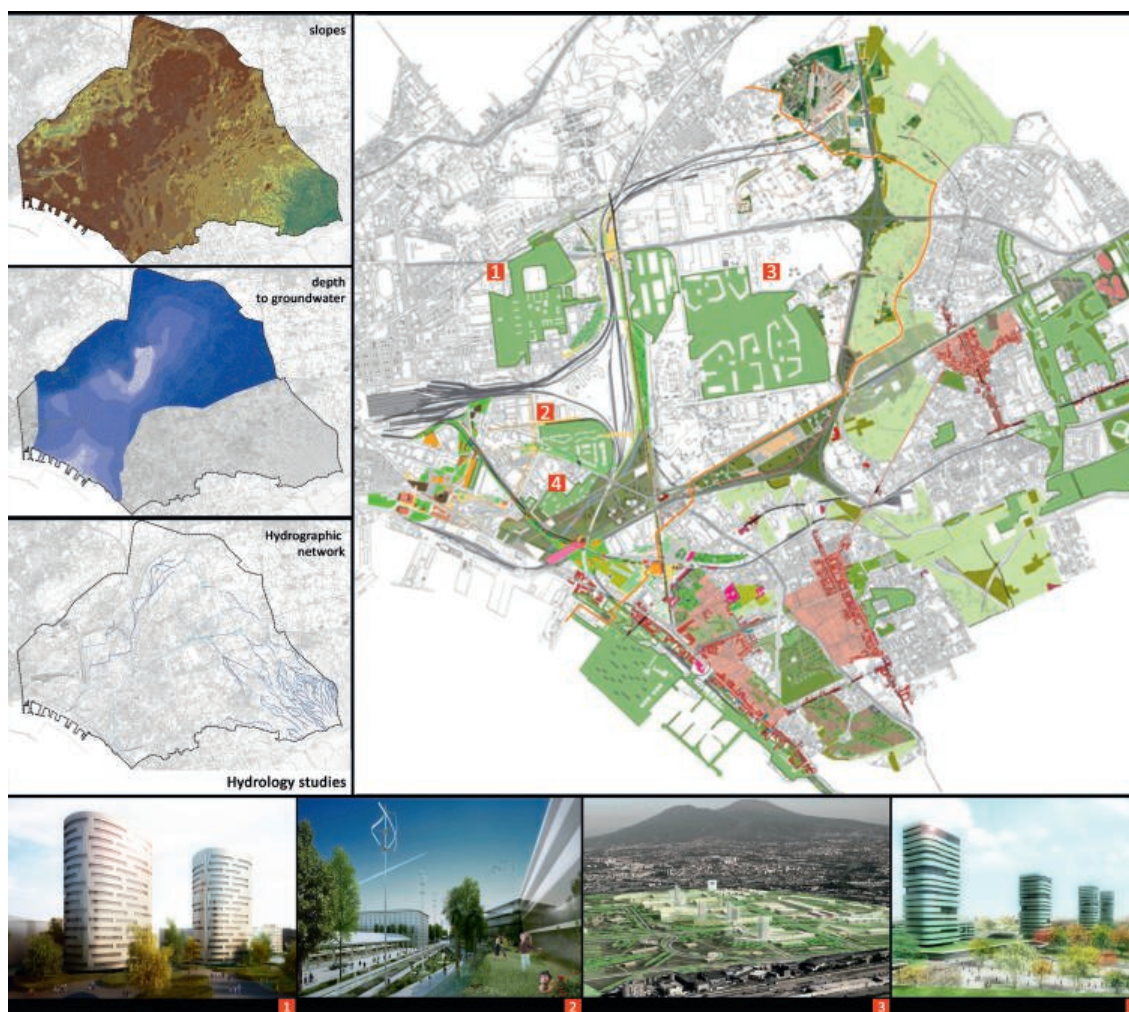 slopes
depth
to groundwater
Hydrographic
network
Hydrology studies
1
3
2
4
1
2
3